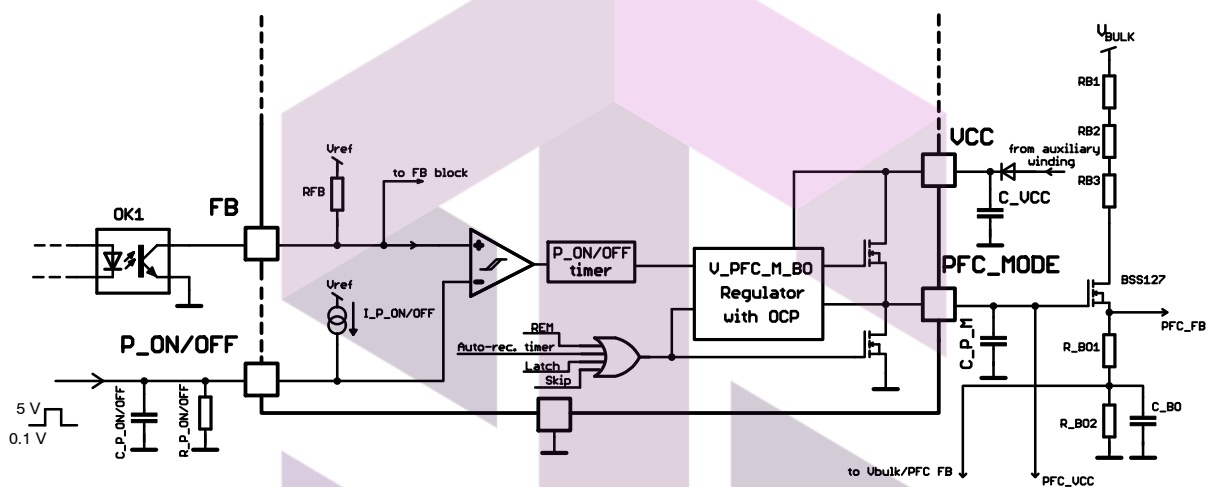 V_BULK
RB1
RB2
RB3
VCC
from auxiliary
winding
C_VCC
Vref
RFB
to FB block
OK1
FB
+
-
P_ON/OFF
timer
V_PFC_M_BO
Regulator
with OCP
PFC_MODE
BSS127
PFC_FB
Vref
I_P_ON/OFF
P_ON/OFF
REM
Auto-rec. timer
Latch
Skip
C_P_M
R_BO1
R_BO2
C_BO
5 V
0.1 V
C_P_ON/OFF
R_P_ON/OFF
to Vbulk/PFC FB
PFC_VCC